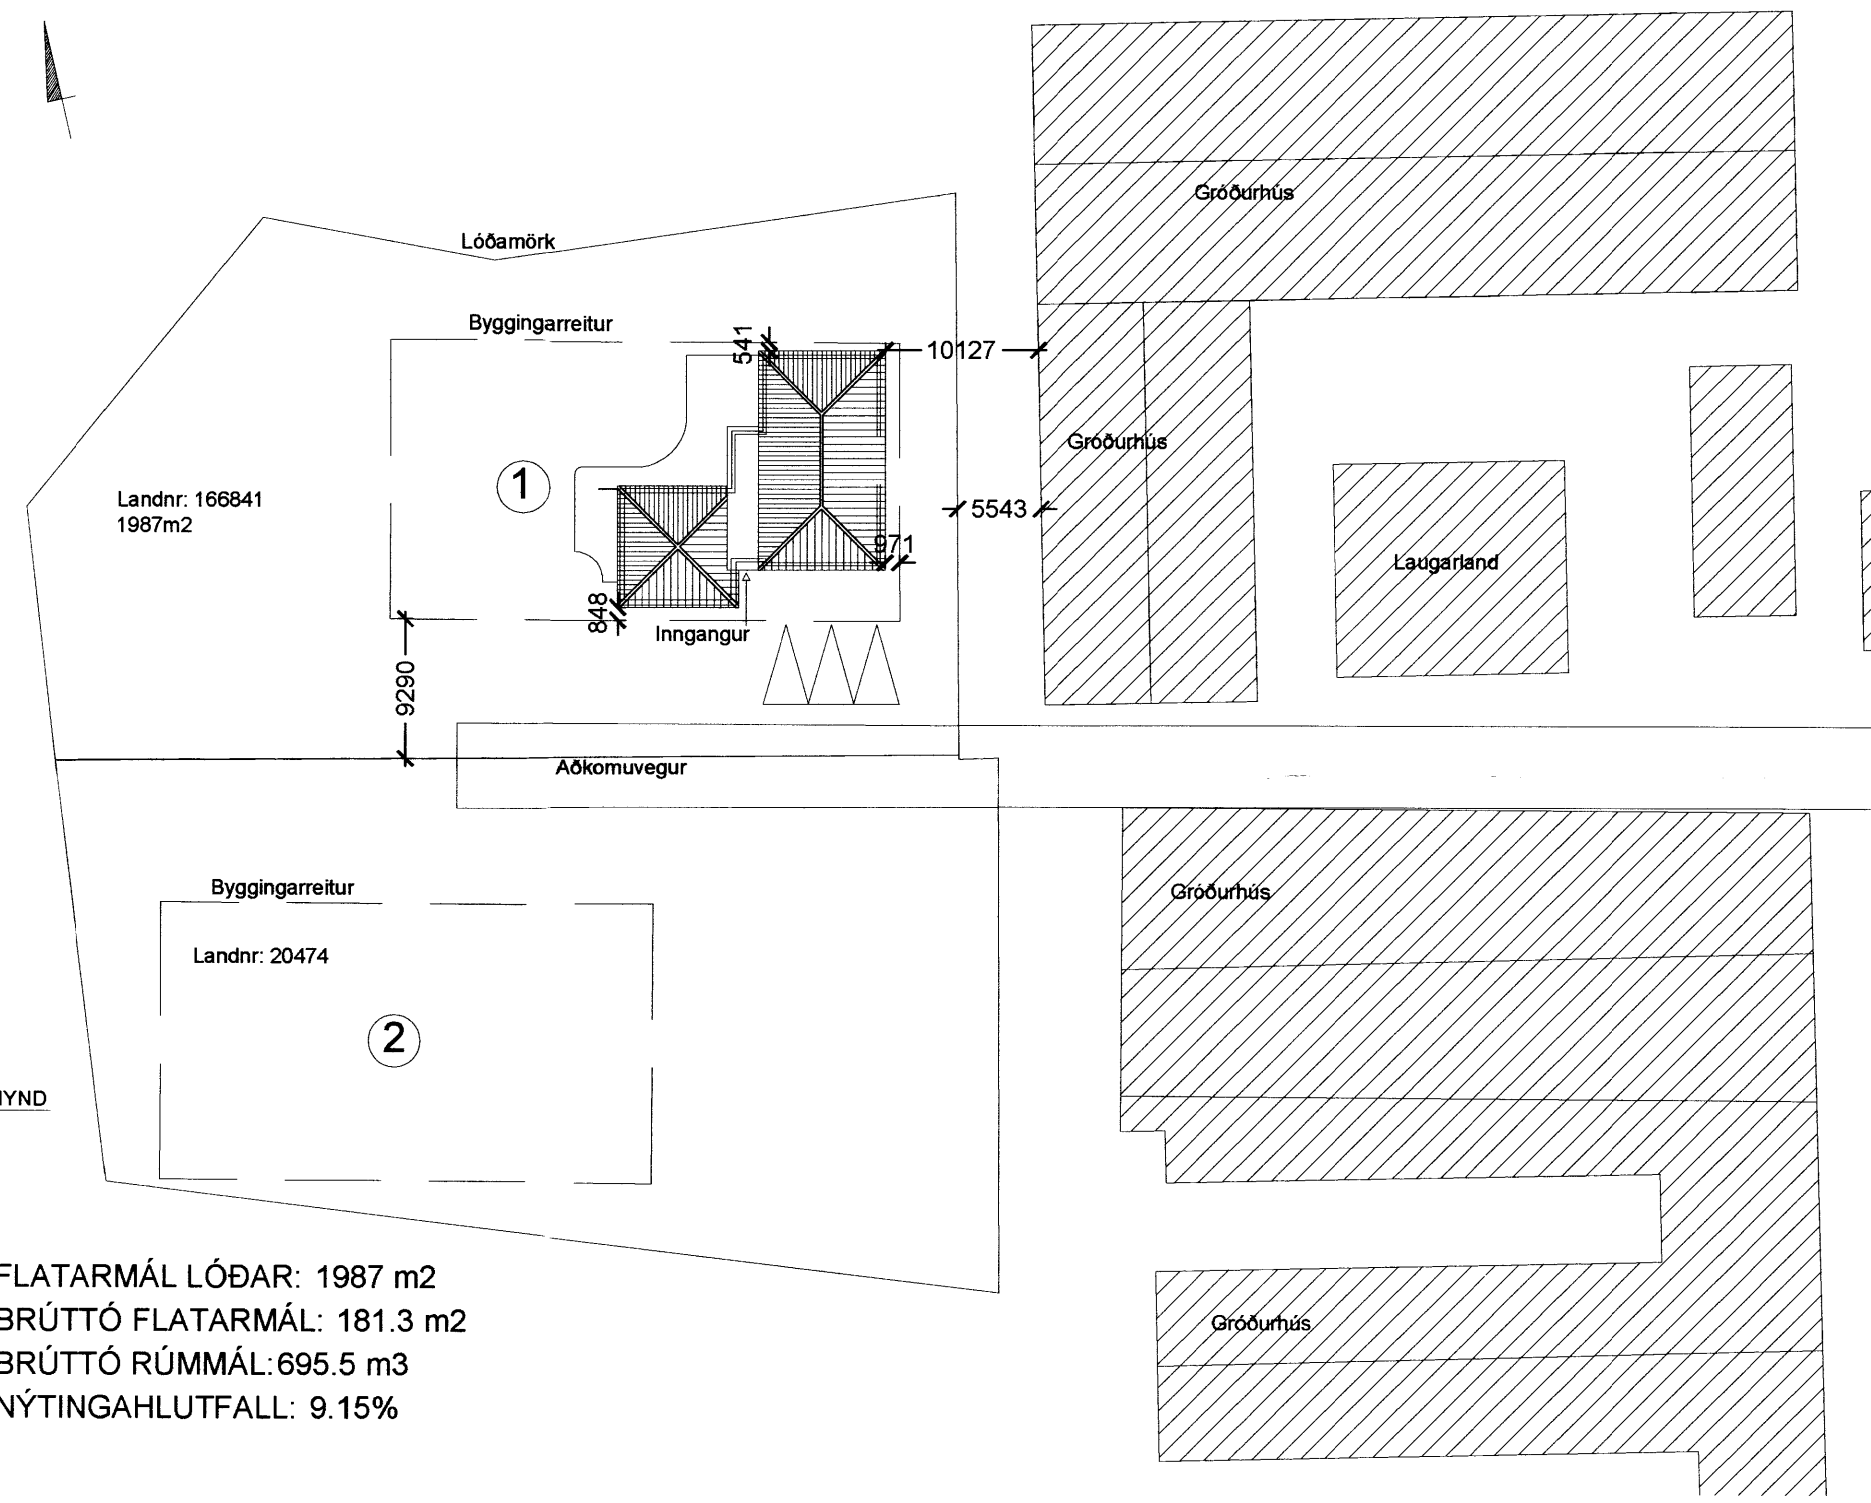 Gróðurhús
Lóðamörk
Byggingarreitur
541
10127
Gróðurhús
1
Landnr: 166841
1987m2
5543
971
Laugarland
848
Inngangur
9290
Aðkomuvegur
Byggingarreitur
Gróðurhús
Landnr: 20474
2
MYND
FLATARMÁL LÓÐAR: 1987 m2
BRÚTTÓ FLATARMÁL: 181.3 m2
BRÚTTÓ RÚMMÁL:695.5 m3
NÝTINGAHLUTFALL: 9.15%
Gróðurhús